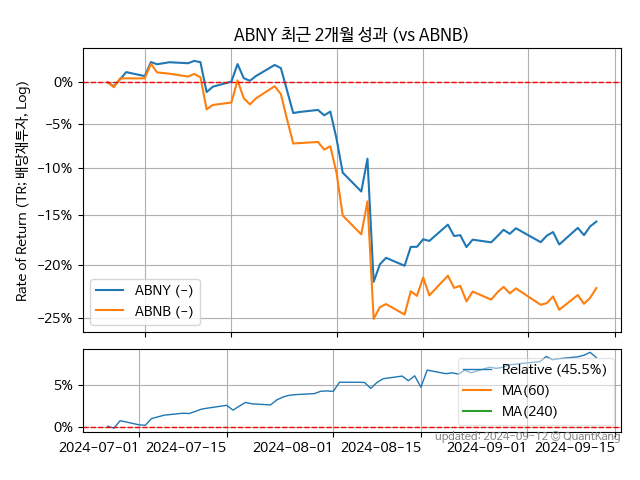 ABNY 최근 2개월 성과 (vs ABNB)
Rate of Return (TR: 배당재투자, Log)
0%
−5%
−10%
−15%
−20%
−25%
ABNY (−)
ABNB (−)
5%
0%
Relative (45.5%)
MA(60)
MA(240)
2024-07-01 2024-07-15 2024-08-01 2024-08-15 2024-09-01 2024-09-15
updated: 2024-09-12 © QuantKang